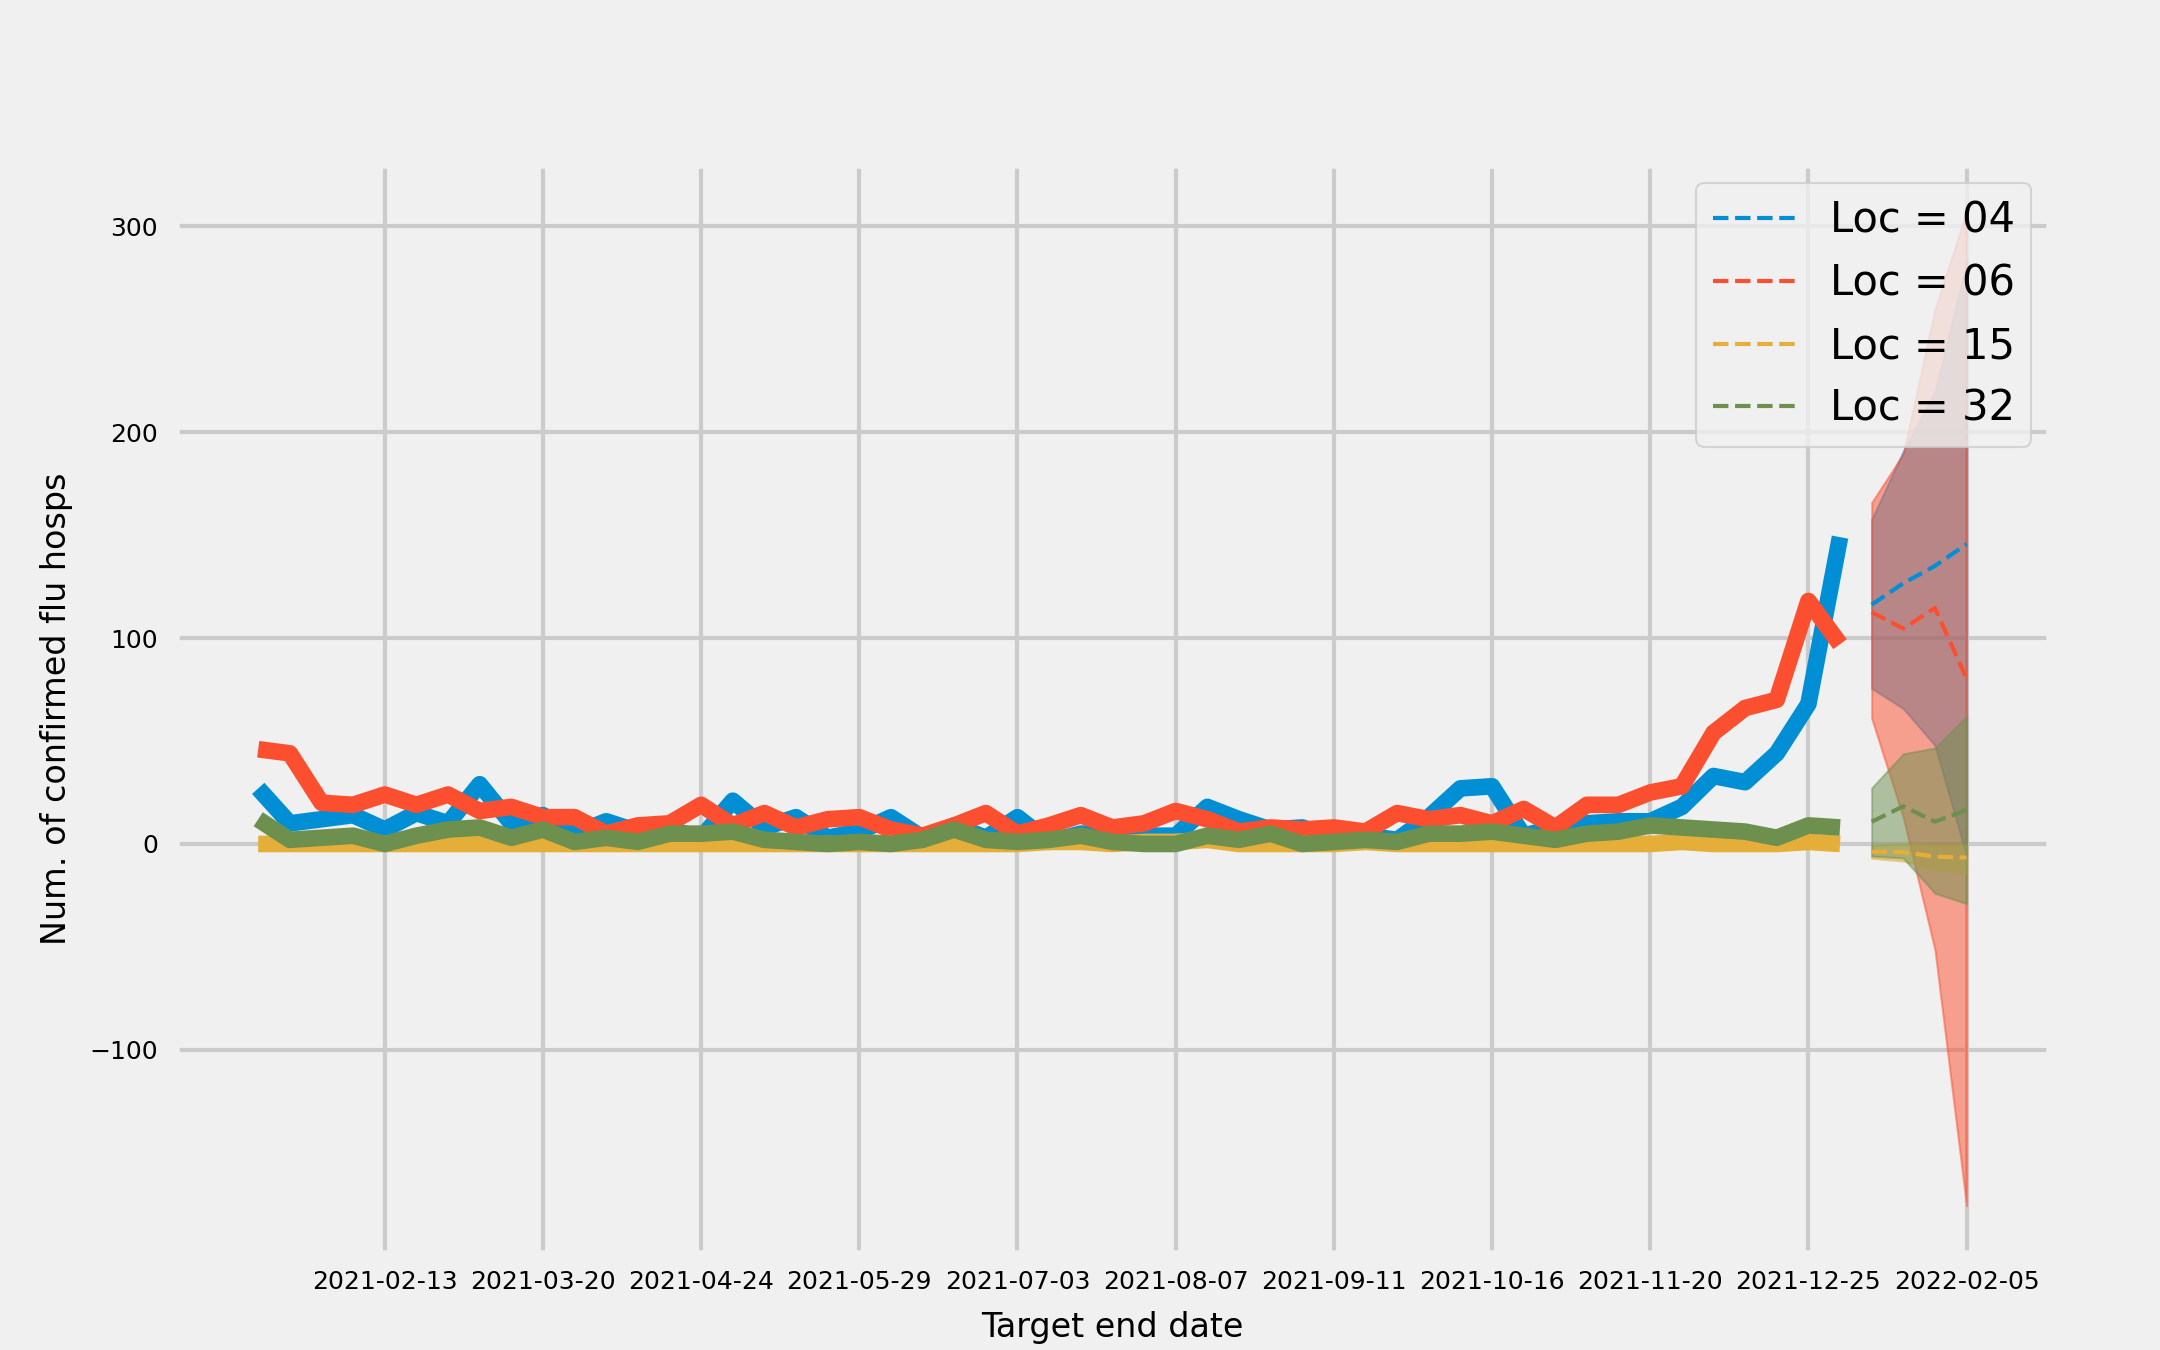 300
200
100
0
−100
Num. of confirmed flu hosps
Loc = 04
Loc = 06
Loc = 15
Loc = 32
2021-02-13 2021-03-20 2021-04-24 2021-05-29 2021-07-03 2021-08-07 2021-09-11 2021-10-16 2021-11-20 2021-12-25 2022-02-05
Target end date